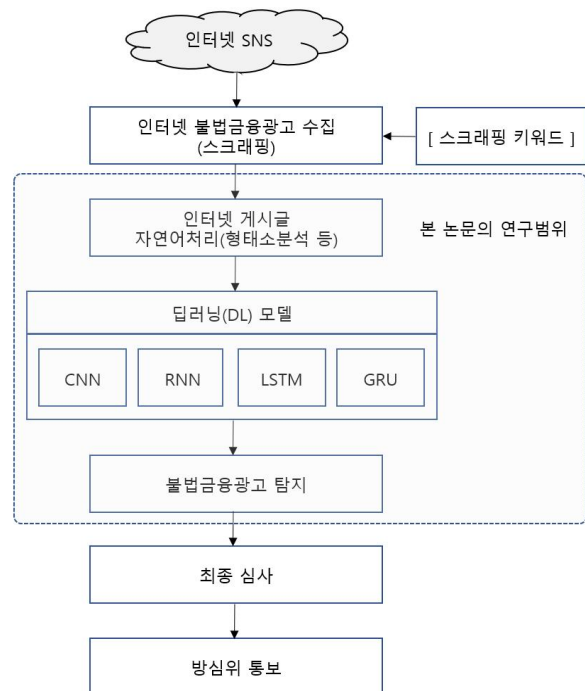 인터넷 SNS
인터넷 불법금융광고 수집
(스크래핑)
[ 스크래핑 키워드 ]
본 논문의 연구범위
인터넷 게시글
자연어처리(형태소분석 등)
딥러닝(DL) 모델
CNN
RNN
LSTM
GRU
불법금융광고 탐지
최종 심사
방심위 통보